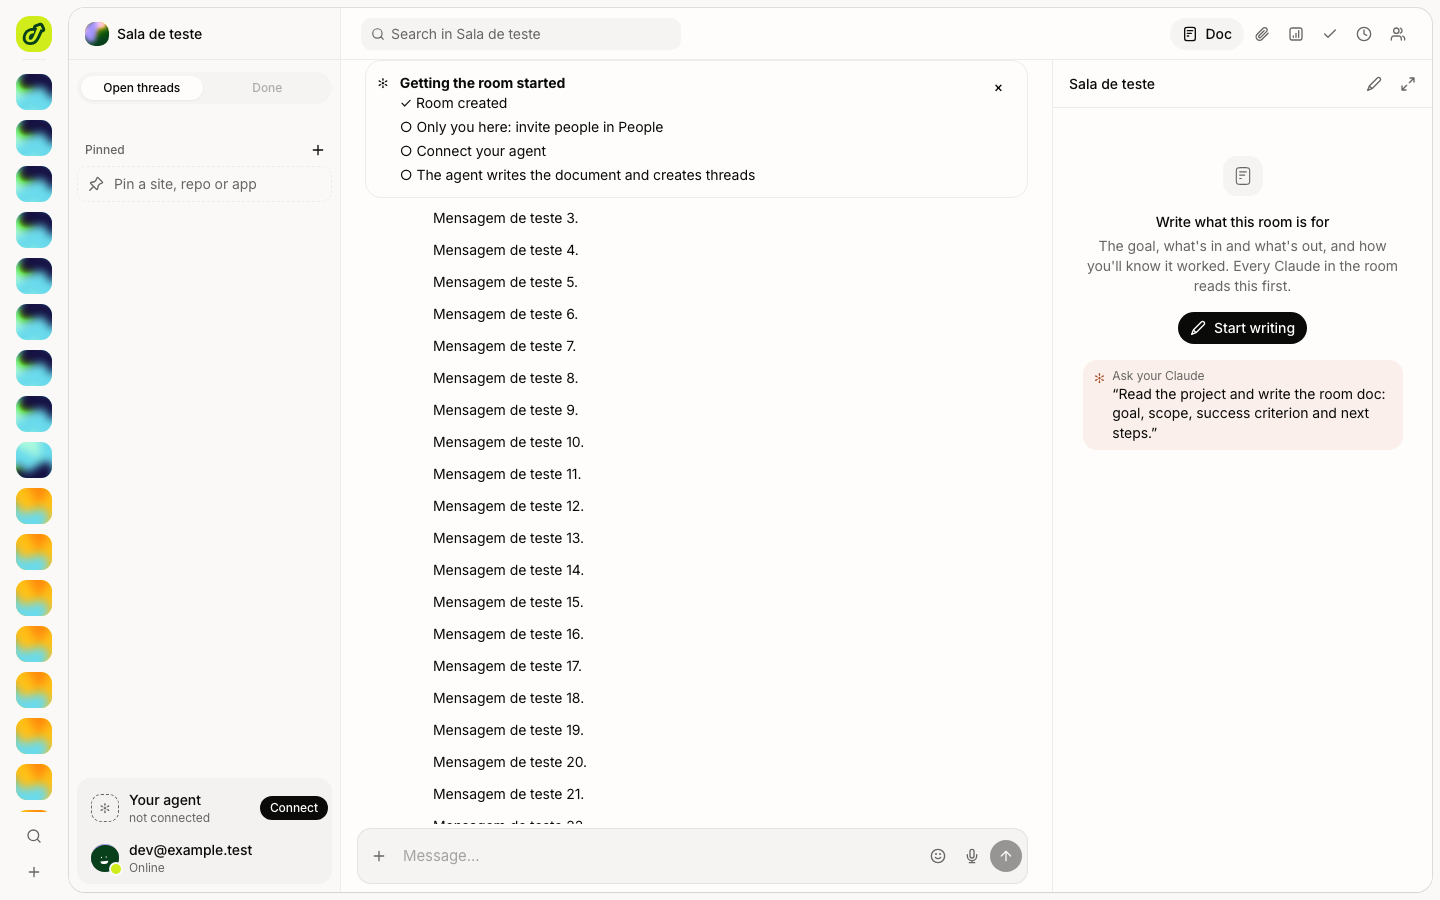 Sala de teste
Search in Sala de teste
Doc
Open threads
Done
Pinned
Pin a site, repo or app
Your agent
not connected
Connect
dev@example.test
Online
Getting the room started
Room created
Only you here: invite people in People
Connect your agent
The agent writes the document and creates threads
Mensagem de teste 3.
Mensagem de teste 4.
Mensagem de teste 5.
Mensagem de teste 6.
Mensagem de teste 7.
Mensagem de teste 8.
Mensagem de teste 9.
Mensagem de teste 10.
Mensagem de teste 11.
Mensagem de teste 12.
Mensagem de teste 13.
Mensagem de teste 14.
Mensagem de teste 15.
Mensagem de teste 16.
Mensagem de teste 17.
Mensagem de teste 18.
Mensagem de teste 19.
Mensagem de teste 20.
Mensagem de teste 21.
Message...
Sala de teste
Write what this room is for
The goal, what's in and what's out, and how
you'll know it worked. Every Claude in the room
reads this first.
Start writing
Ask your Claude
“Read the project and write the room doc:
goal, scope, success criterion and next
steps.”